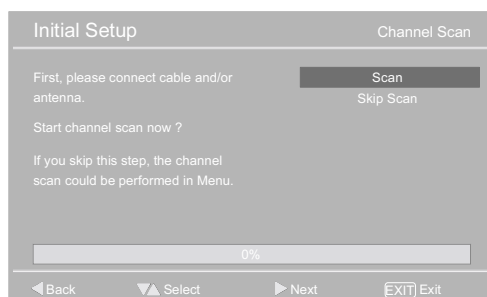 Initial Setup
Channel Scan
First, please connect cable and/or
antenna.
Start channel scan now ?
If you skip this step, the channel
scan could be performed in Menu.
Scan
Skip Scan
0%
Back Select Next EXIT Exit